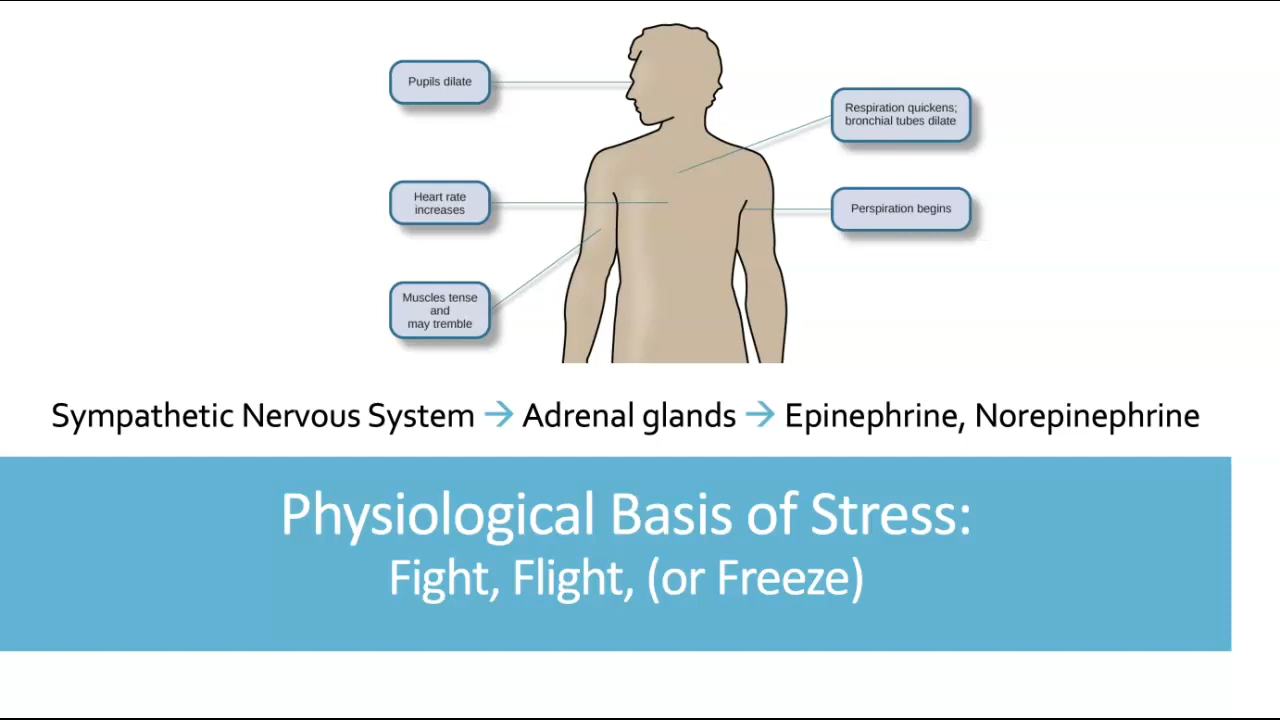 Pupils dilate
Respiration quickens;
bronchial tubes dilate
Heart rate
increases
Perspiration begins
Muscles tense
and
may tremble
Sympathetic Nervous System → Adrenal glands → Epinephrine, Norepinephrine
Physiological Basis of Stress:
Fight, Flight, (or Freeze)